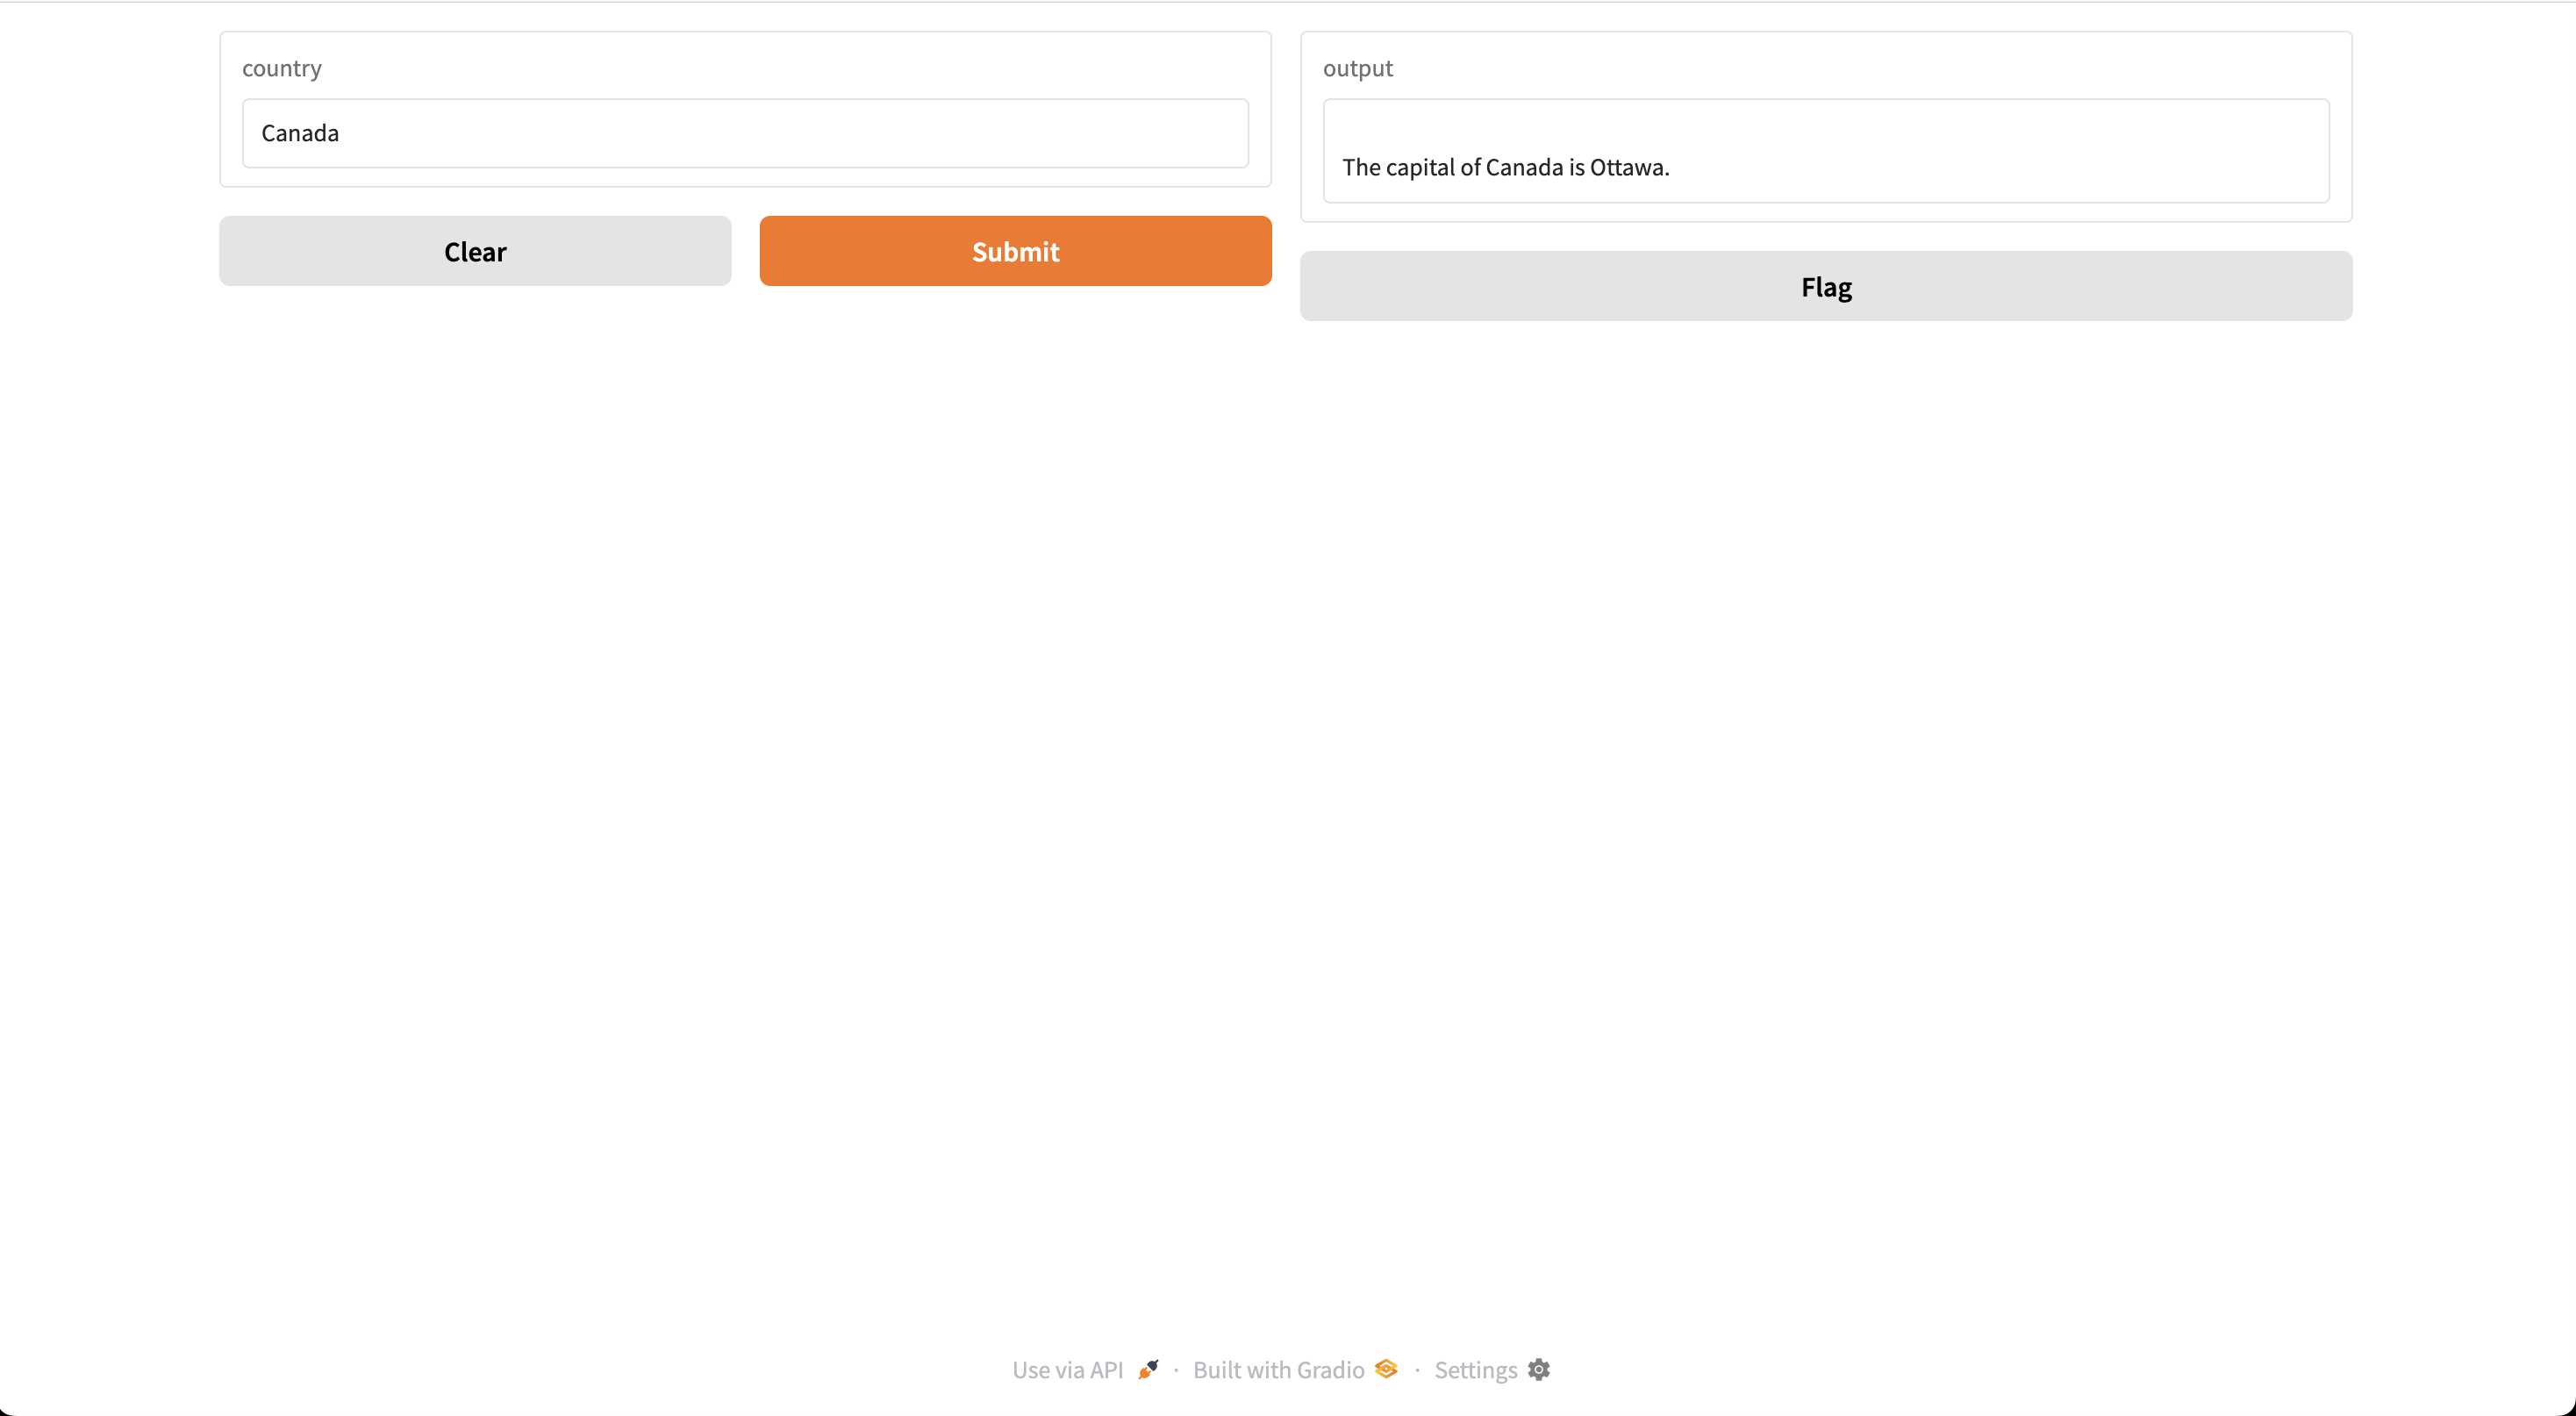 country
Canada
Clear
Submit
output
The capital of Canada is Ottawa.
Flag
Use via API · Built with Gradio · Settings